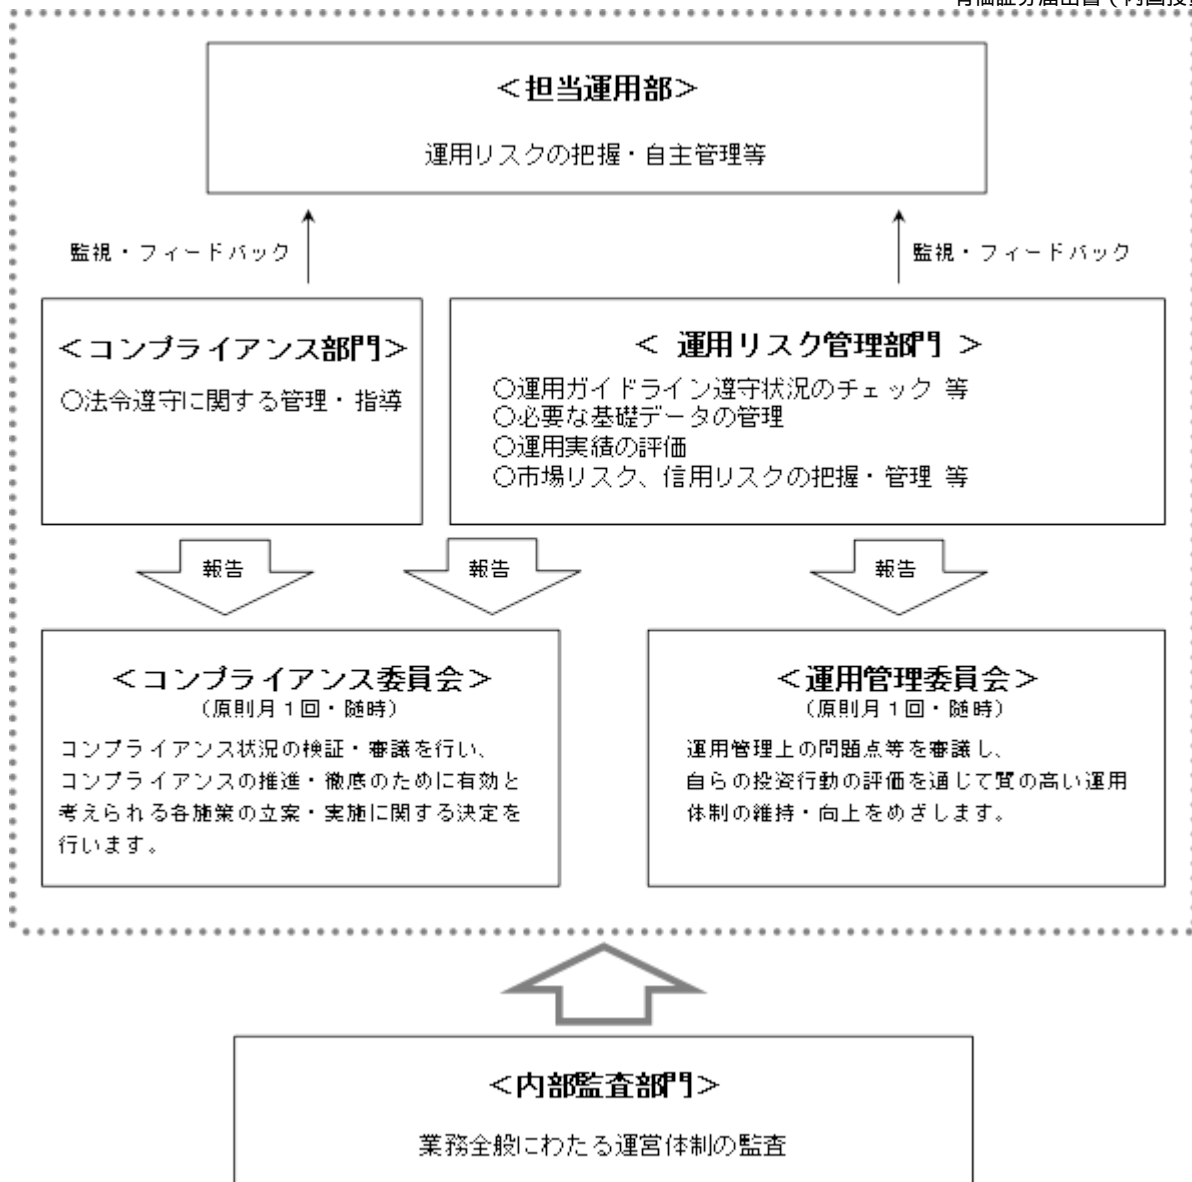 有価証券届出書(内国投資
＜担当運用部＞
運用リスクの把握・自主管理等
監視・フィードバック
監視・フィードバック
＜コンプライアンス部門＞
○法令遵守に関する管理・指導
＜ 運用リスク管理部門 ＞
○運用ガイドライン遵守状況のチェック 等
○必要な基礎データの管理
○運用実績の評価
○市場リスク、信用リスクの把握・管理 等
報告
報告
報告
＜コンプライアンス委員会＞
（原則月１回・随時）
コンプライアンス状況の検証・審議を行い、
コンプライアンスの推進・徹底のために有効と
考えられる各施策の立案・実施に関する決定を
行います。
＜運用管理委員会＞
（原則月１回・随時）
運用管理上の問題点等を審議し、
自らの投資行動の評価を通じて質の高い運用
体制の維持・向上をめざします。
＜内部監査部門＞
業務全般にわたる運営体制の監査